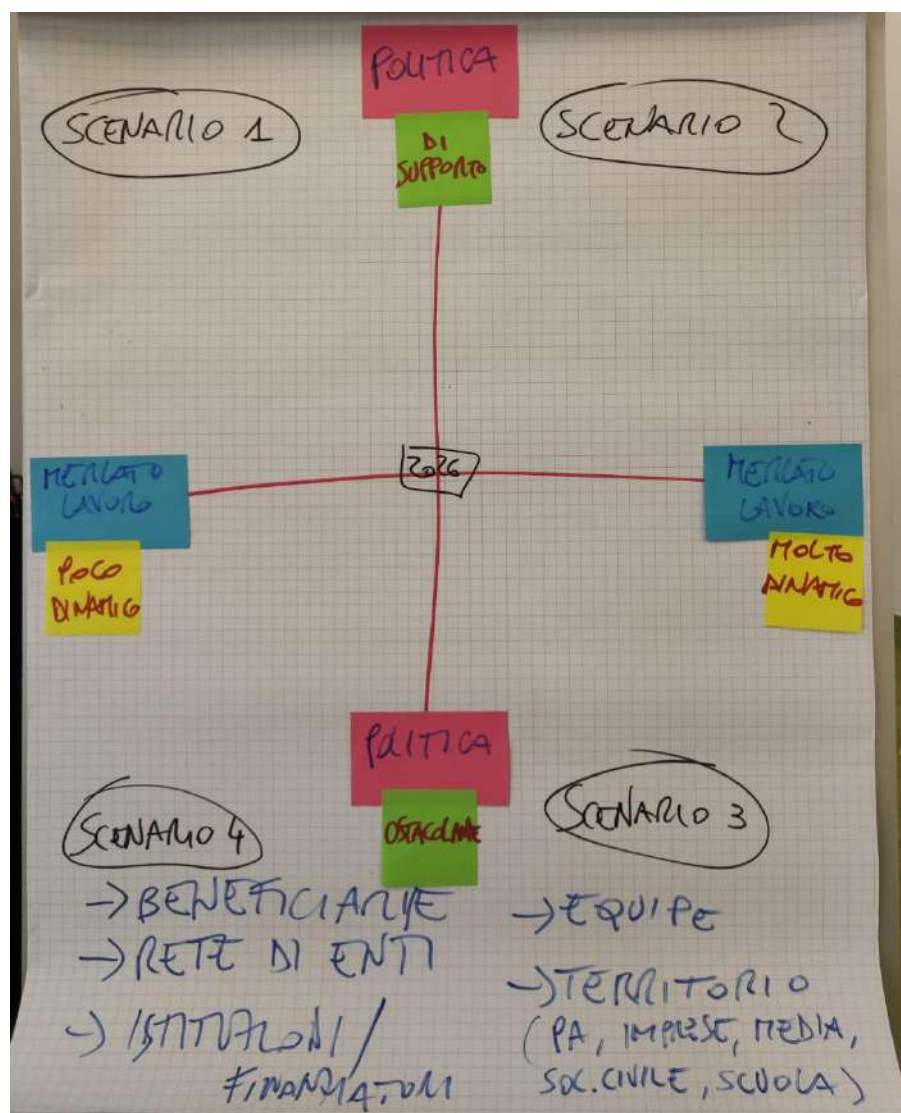 POLITICA
DI
SUPPORTO
SCENARIO 1
SCENARIO 2
MERCATO
LAVORO
POCO
DINAMICO
2026
MERCATO
LAVORO
MOLTO
DINAMICO
POLITICA
OSTACOLANTE
SCENARIO 4
SCENARIO 3
→ BENEFICIARI/E
→ RETE DI ENTI
→ ISTITUZIONI/
FINANZIATORI
→ EQUIPE
→ TERRITORIO
(PA, IMPRESE, MEDIA,
SOC. CIVILE, SCUOLA)